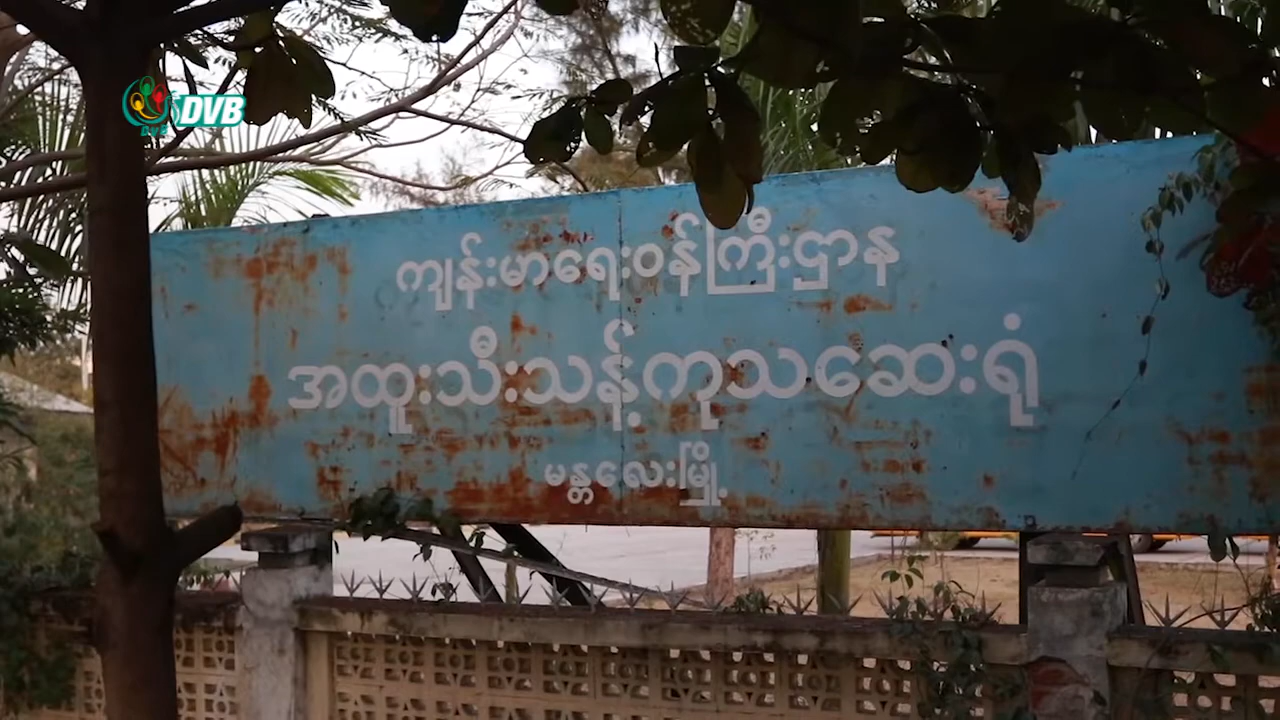 DVB
DVB
ကျန်းမာရေးဝန်ကြီးဌာန
အထူးသီးသန့်ကုသဆေးရုံ
မန္တလေးမြို့